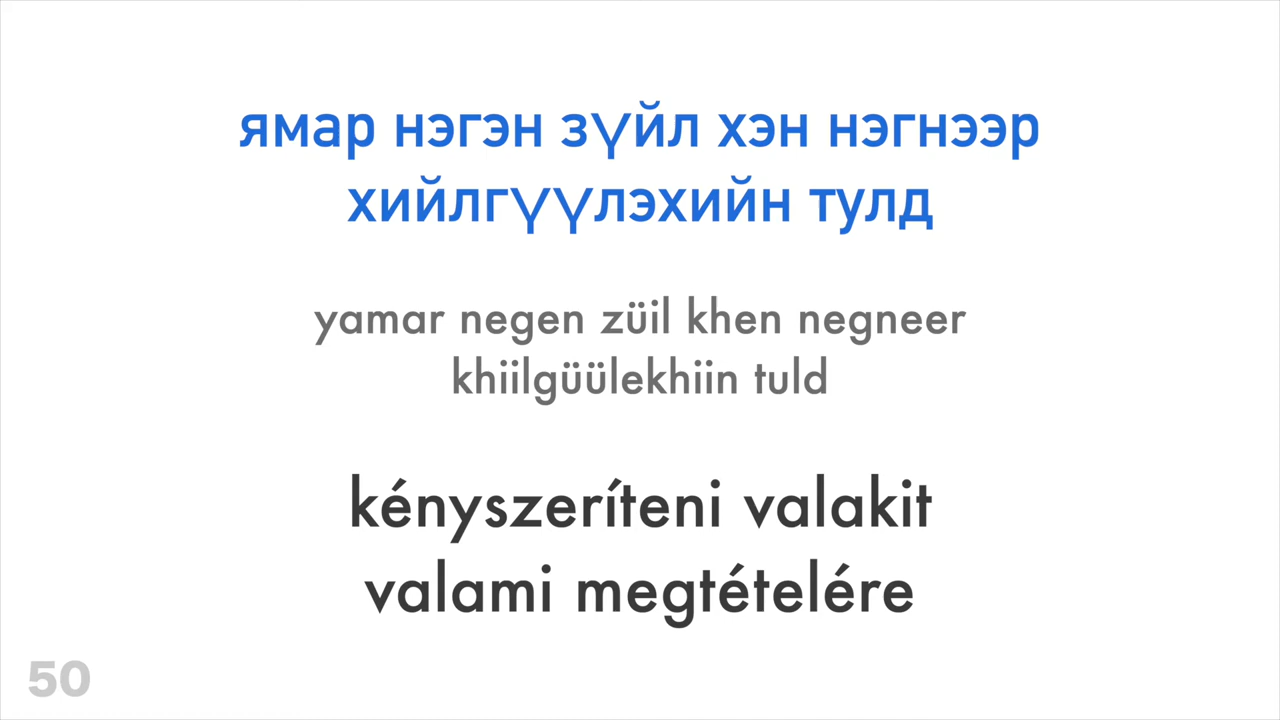 ямар нэгэн зүйл хэн нэгнээр
хийлгүүлэхийн тулд
yamar negen züil khen negneer
khiilgüülekhiin tuld
kényszeríteni valakit
valami megtételére
50